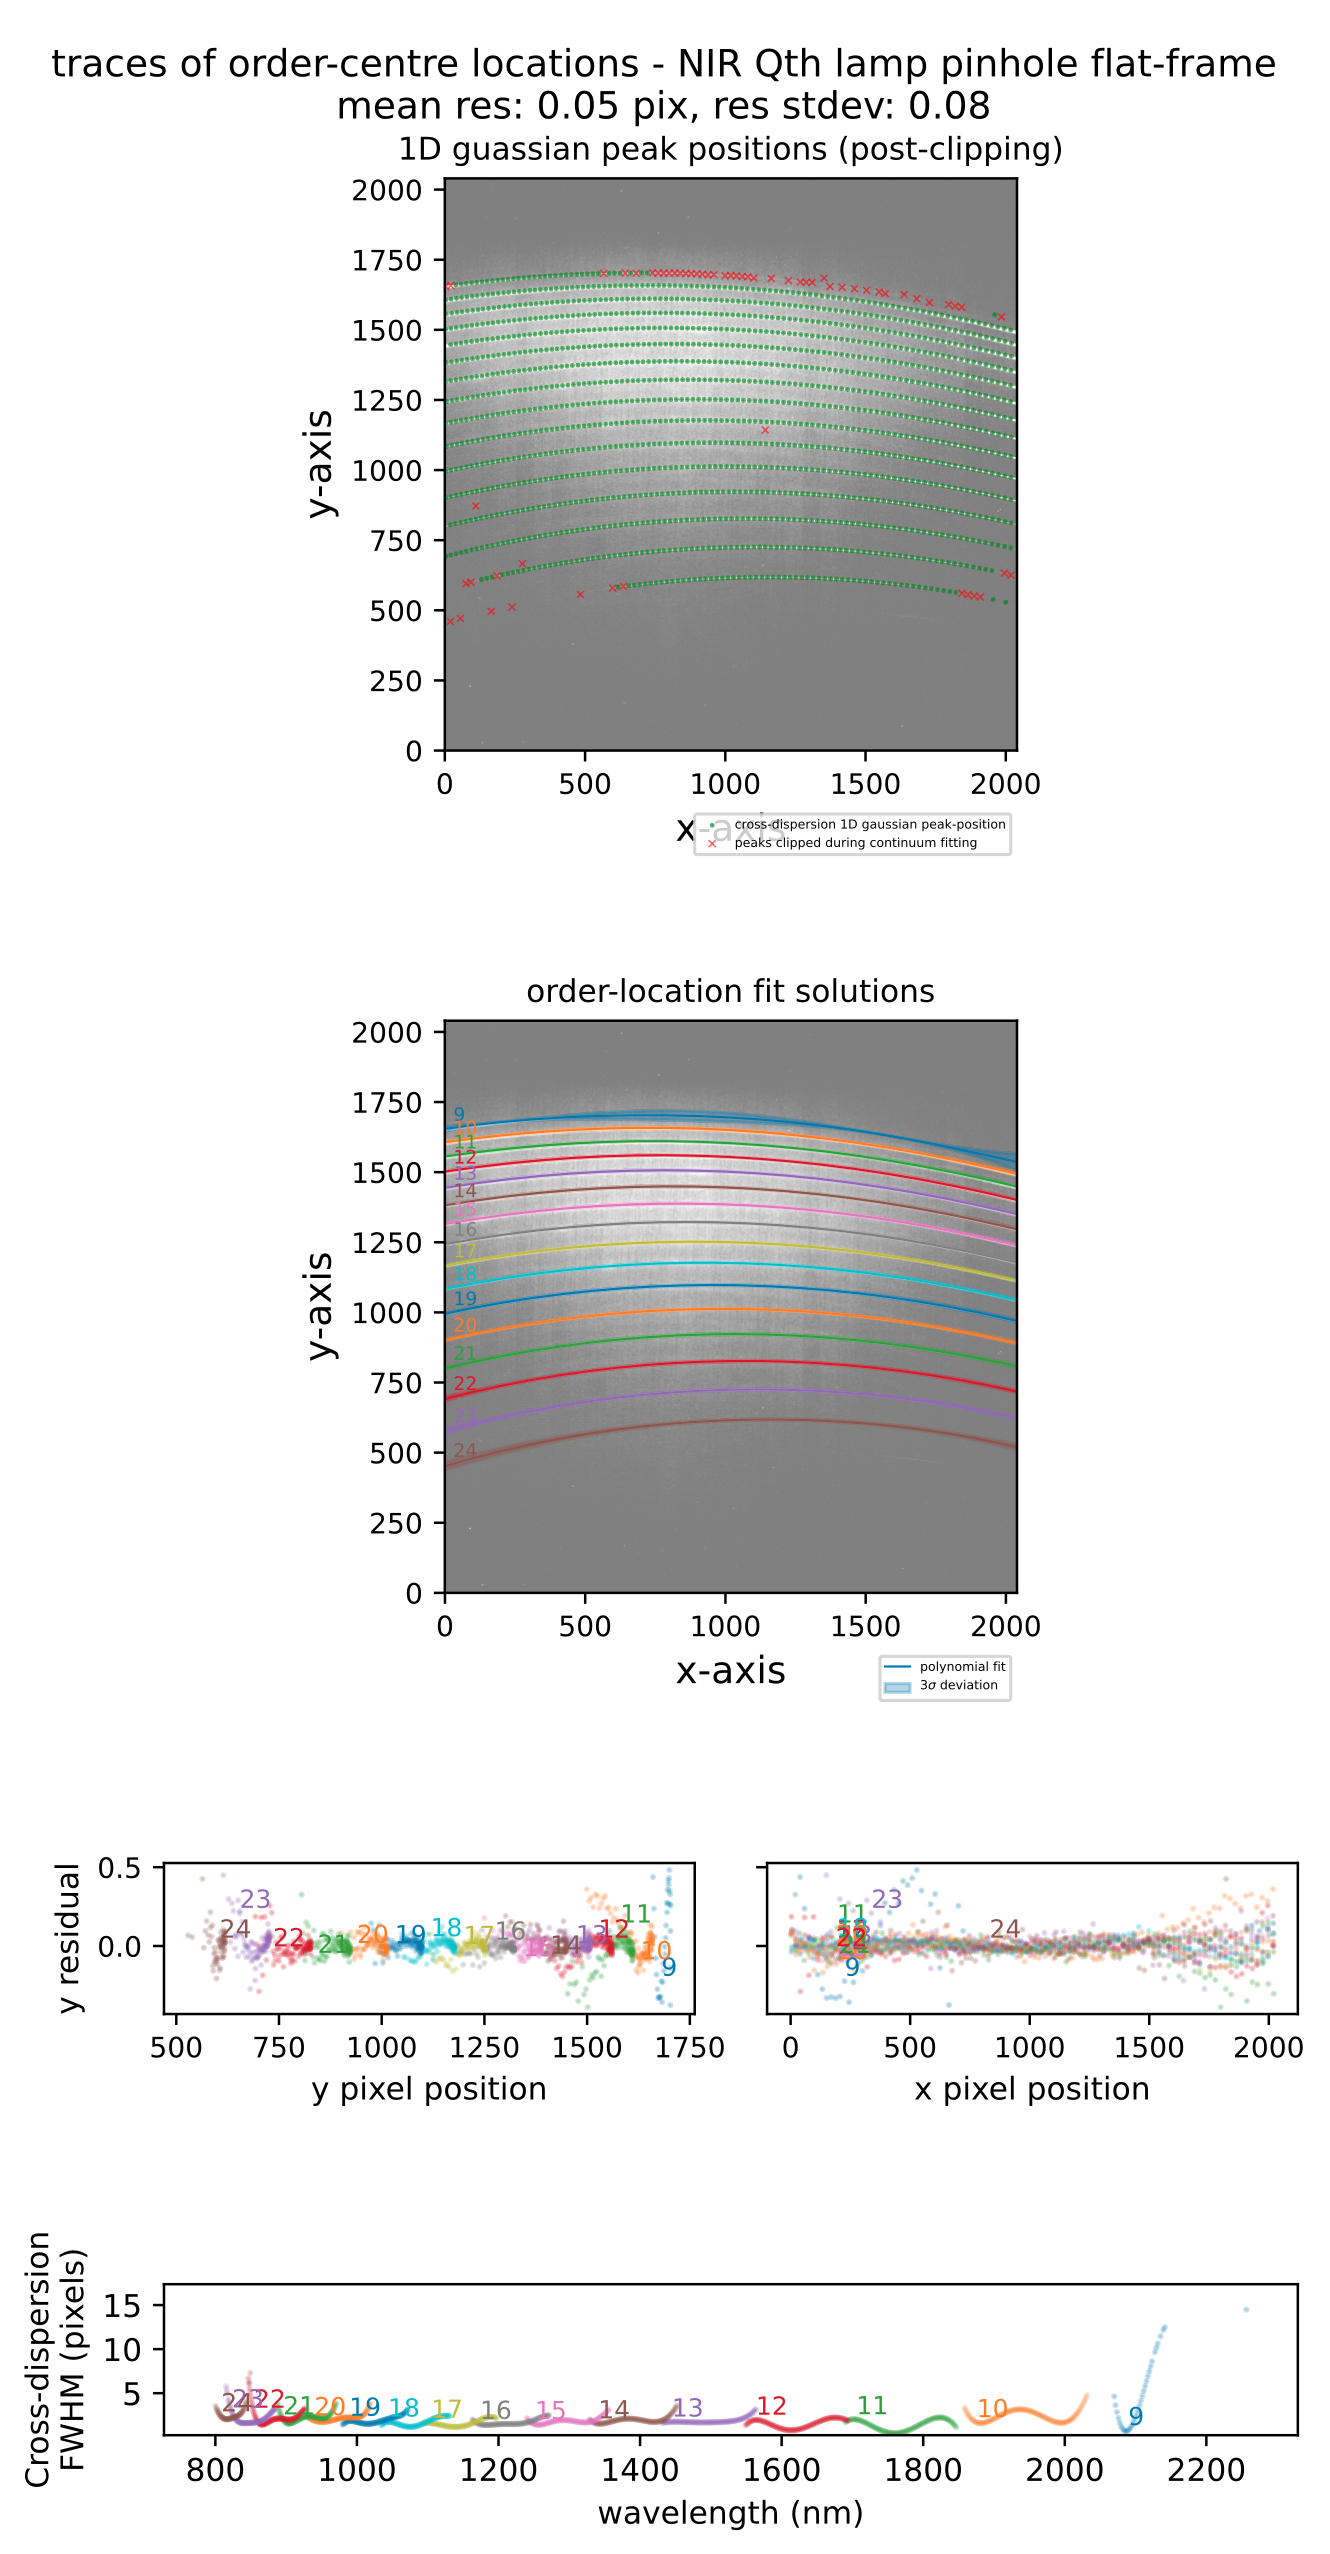 traces of order-centre locations - NIR Qth lamp pinhole flat-frame
mean res: 0.05 pix, res stdev: 0.08
1D guassian peak positions (post-clipping)
2000
1750
1500
1250
1000
750
500
250
0
y-axis
0 500 1000 1500 2000
x-axis
cross-dispersion 1D gaussian peak-position
peaks clipped during continuum fitting
order-location fit solutions
2000
1750
1500
1250
1000
750
500
250
0
y-axis
9
10
11
12
13
14
15
16
17
18
19
20
21
22
23
24
0 500 1000 1500 2000
x-axis
polynomial fit
3σ deviation
0.5
0.0
y residual
24 23 22 21 20 19 18 17 16 14 13 12 11 10 9
500 750 1000 1250 1500 1750
y pixel position
11 22 9 23 24
0 500 1000 1500 2000
x pixel position
Cross-dispersion
FWHM (pixels)
15
10
5
24 23 22 21 20 19 18 17 16 15 14 13 12 11 10 9
800 1000 1200 1400 1600 1800 2000 2200
wavelength (nm)